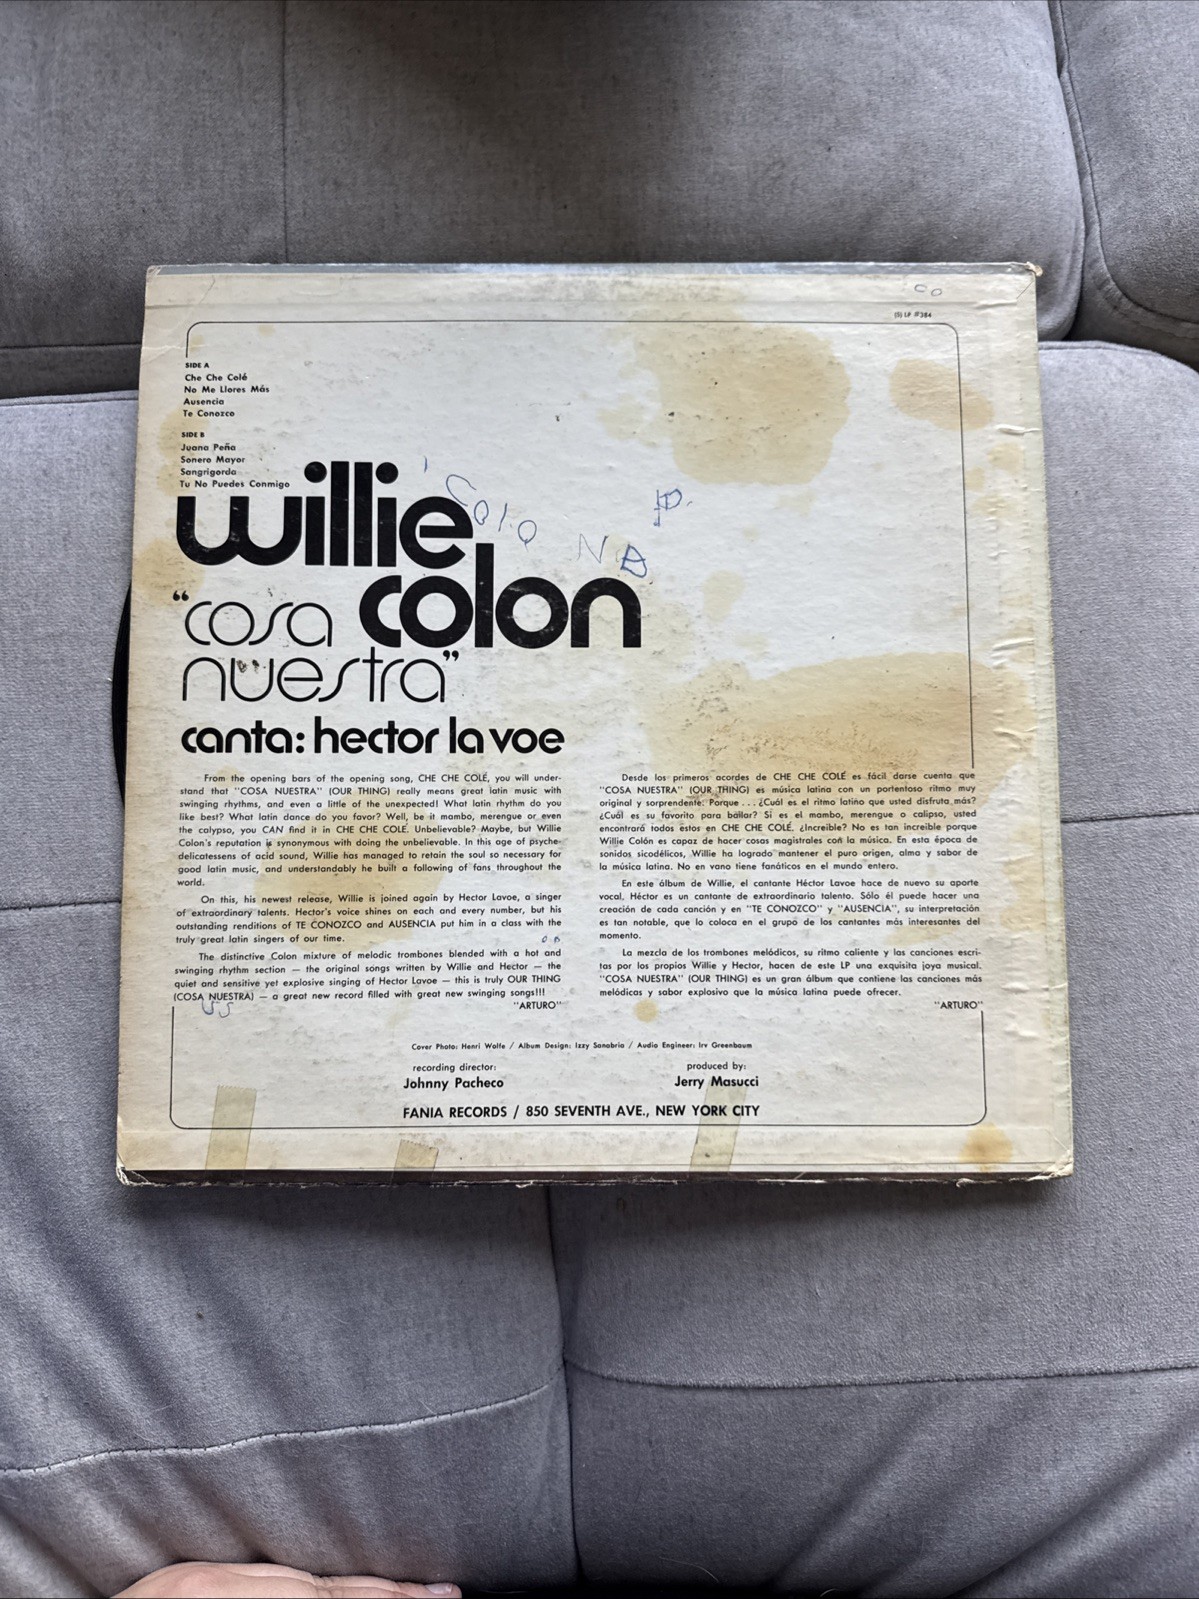 (S) LP #384
SIDE A
Che Che Colé
No Me Llores Más
Ausencia
Te Conozco
SIDE B
Juana Peña
Sonero Mayor
Sangrigorda
Tu No Puedes Conmigo
willie
colon
"cosa
nuestra"
canta: hector la voe
From the opening bars of the opening song, CHE CHE COLÉ, you will under-
stand that "COSA NUESTRA" (OUR THING) really means great latin music with
swinging rhythms, and even a little of the unexpected! What latin rhythm do you
like best? What latin dance do you favor? Well, be it mambo, merengue or even
the calypso, you CAN find it in CHE CHE COLÉ. Unbelievable? Maybe, but Willie
Colon's reputation is synonymous with doing the unbelievable. In this age of psyche-
delicatessens of acid sound, Willie has managed to retain the soul so necessary for
good latin music, and understandably he built a following of fans throughout the
world.
On this, his newest release, Willie is joined again by Hector Lavoe, a singer
of extraordinary talents. Hector's voice shines on each and every number, but his
outstanding renditions of TE CONOZCO and AUSENCIA put him in a class with the
truly great latin singers of our time.
The distinctive Colon mixture of melodic trombones blended with a hot and
swinging rhythm section — the original songs written by Willie and Hector — the
quiet and sensitive yet explosive singing of Hector Lavoe — this is truly OUR THING
(COSA NUESTRA) — a great new record filled with great new swinging songs!!!
"ARTURO"
Desde los primeros acordes de CHE CHE COLÉ es fácil darse cuenta que
"COSA NUESTRA" (OUR THING) es música latina con un portentoso ritmo muy
original y sorprendente. Porque . . . ¿Cuál es el ritmo latino que usted disfruta más?
¿Cuál es su favorito para bailar? Si es el mambo, merengue o calipso, usted
encontrará todos estos en CHE CHE COLÉ. ¿Increible? No es tan increible porque
Willie Colón es capaz de hacer cosas magistrales con la música. En esta época de
sonidos sicodélicos, Willie ha logrado mantener el puro origen, alma y sabor de
la música latina. No en vano tiene fanáticos en el mundo entero.
En este álbum de Willie, el cantante Héctor Lavoe hace de nuevo su aporte
vocal. Héctor es un cantante de extraordinario talento. Sólo él puede hacer una
creación de cada canción y en "TE CONOZCO" y "AUSENCIA", su interpretación
es tan notable, que lo coloca en el grupo de los cantantes más interesantes del
momento.
La mezcla de los trombones melódicos, su ritmo caliente y las canciones escri-
tas por los propios Willie y Hector, hacen de este LP una exquisita joya musical.
"COSA NUESTRA" (OUR THING) es un gran álbum que contiene las canciones más
melódicas y sabor explosivo que la música latina puede ofrecer.
"ARTURO"
Cover Photo: Henri Wolfe / Album Design: Izzy Sanabria / Audio Engineer: Irv Greenbaum
recording director:
Johnny Pacheco
produced by:
Jerry Masucci
FANIA RECORDS / 850 SEVENTH AVE., NEW YORK CITY